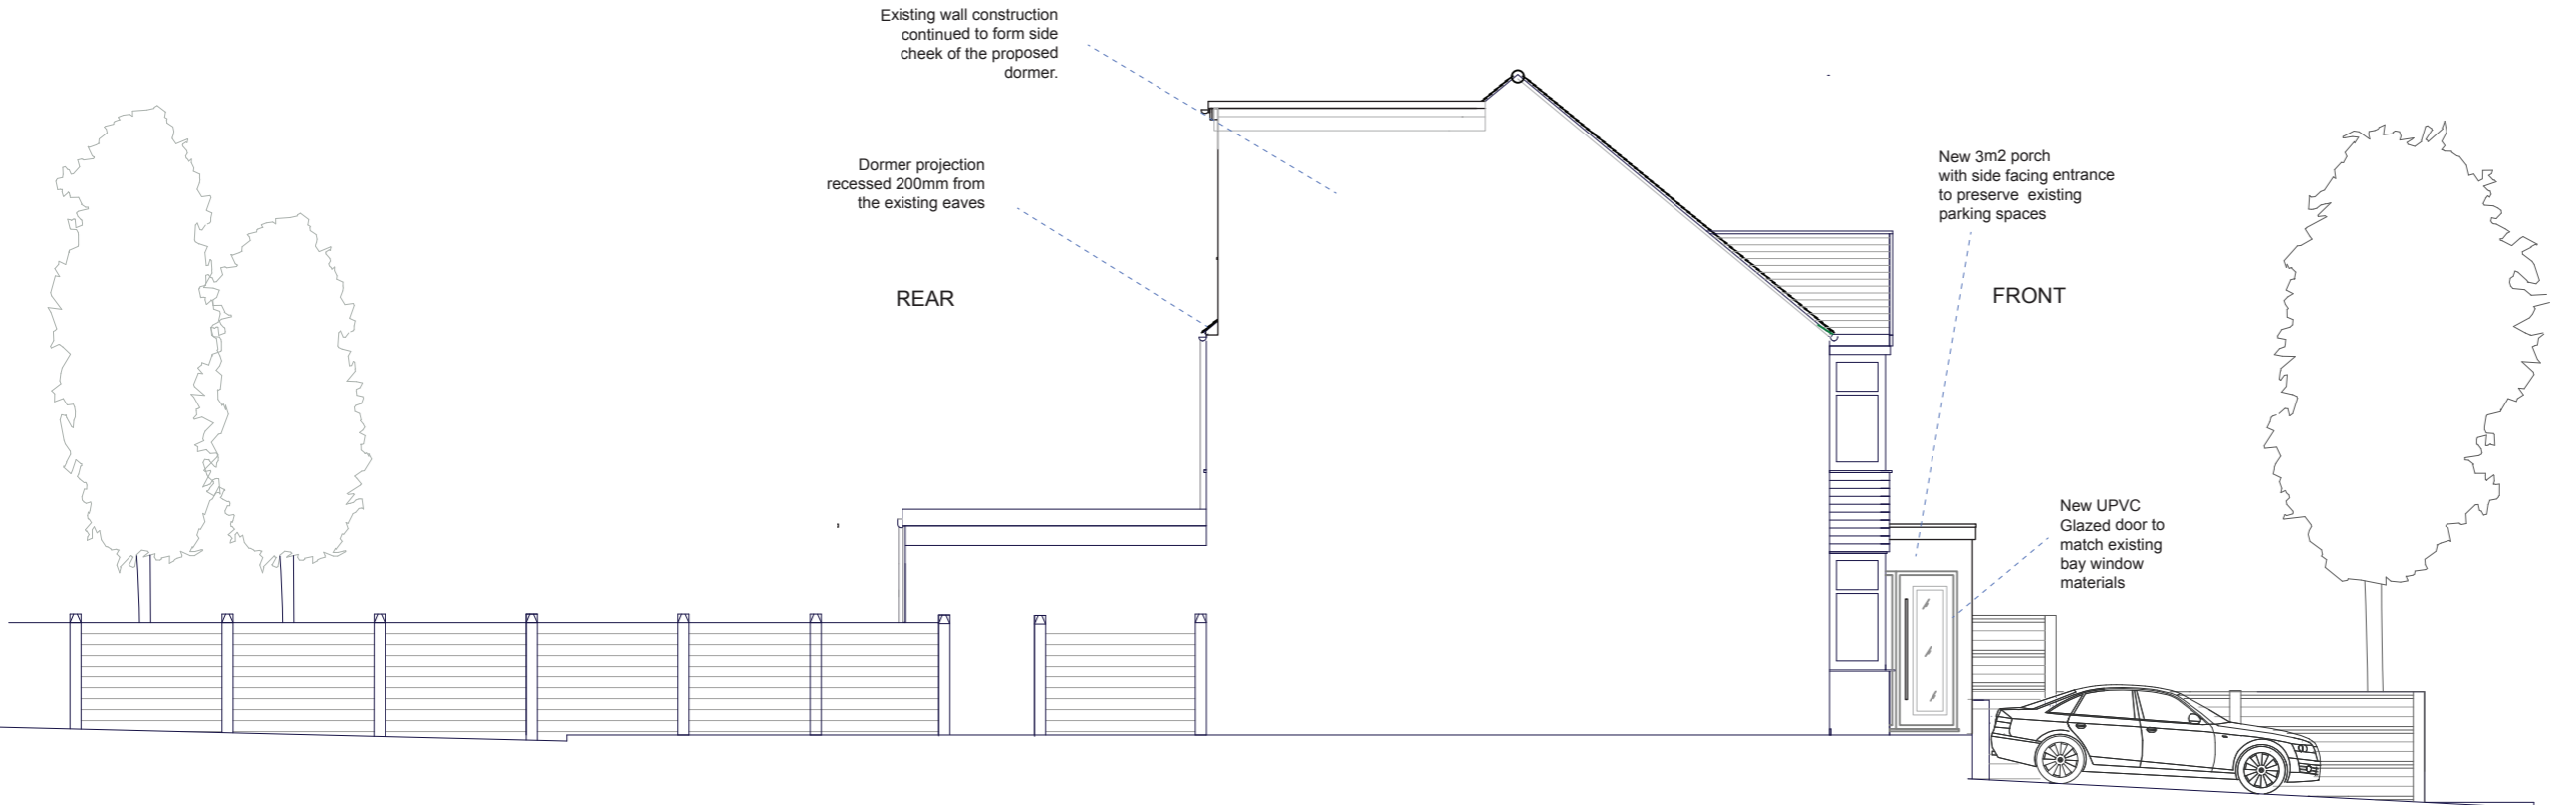 Existing wall construction
continued to form side
cheek of the proposed
dormer.
Dormer projection
recessed 200mm from
the existing eaves
REAR
New 3m2 porch
with side facing entrance
to preserve existing
parking spaces
FRONT
New UPVC
Glazed door to
match existing
bay window
materials